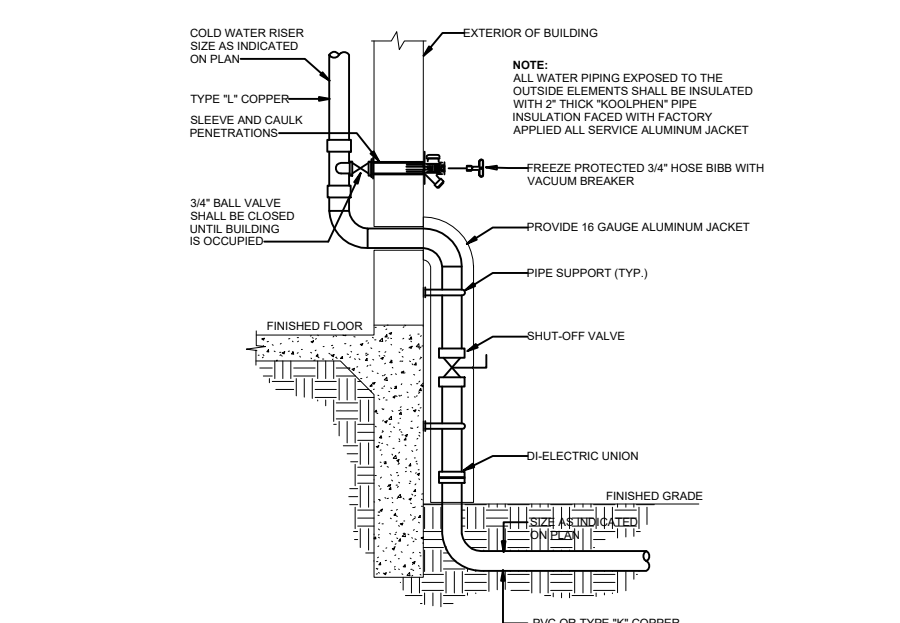 COLD WATER RISER
SIZE AS INDICATED
ON PLAN
EXTERIOR OF BUILDING
NOTE:
ALL WATER PIPING EXPOSED TO THE
OUTSIDE ELEMENTS SHALL BE INSULATED
WITH 2" THICK "KOOLPHEN" PIPE
INSULATION FACED WITH FACTORY
APPLIED ALL SERVICE ALUMINUM JACKET
TYPE "L" COPPER
SLEEVE AND CAULK
PENETRATIONS
FREEZE PROTECTED 3/4" HOSE BIBB WITH
VACUUM BREAKER
3/4" BALL VALVE
SHALL BE CLOSED
UNTIL BUILDING
IS OCCUPIED
PROVIDE 16 GAUGE ALUMINUM JACKET
PIPE SUPPORT (TYP.)
FINISHED FLOOR
SHUT-OFF VALVE
DI-ELECTRIC UNION
FINISHED GRADE
SIZE AS INDICATED
ON PLAN
PVC OR TYPE "K" COPPER